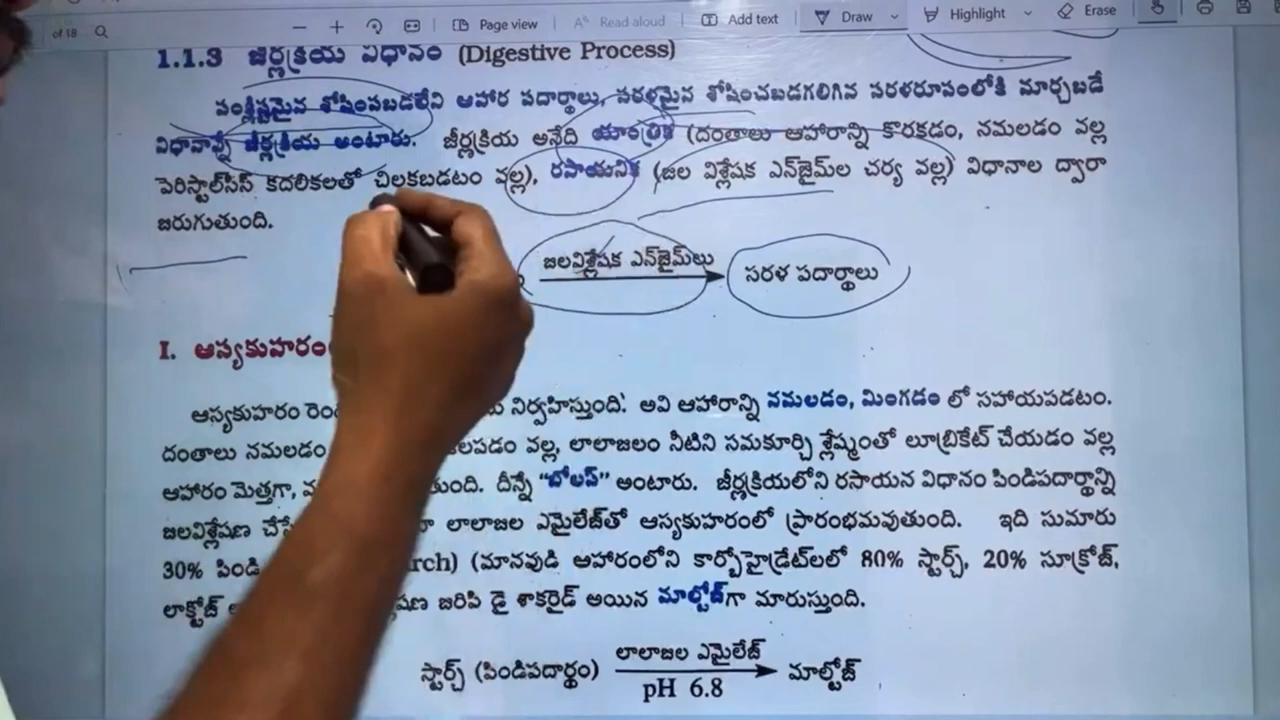 of 18 Page view Read aloud Add text Draw Highlight Erase
1.1.3 జీర్ణక్రియ విధానం (Digestive Process)
సంక్లిష్టమైన శోషింపబడలేని ఆహార పదార్థాలు, సరళమైన శోషించబడగలిగిన సరళరూపంలోకి మార్చబడే
విధానాన్ని జీర్ణక్రియ అంటారు. జీర్ణక్రియ అనేది యాంత్రిక (దంతాలు ఆహారాన్ని కొరకడం, నమలడం వల్ల
పెరిస్టాల్‌సిస్ కదలికలతో చిలకబడటం వల్ల), రసాయనిక (జల విశ్లేషక ఎన్‌జైమ్‌ల చర్య వల్ల) విధానాల ద్వారా
జరుగుతుంది.
జలవిశ్లేషక ఎన్‌జైమ్‌లు
సరళ పదార్థాలు
I. ఆస్యకుహరం
ఆస్యకుహరం నిర్వహిస్తుంది. అవి ఆహారాన్ని నమలడం, మింగడం లో సహాయపడటం.
దంతాలు నమలడం వల్ల, లాలాజలం నీటిని సమకూర్చి శ్లేష్మంతో లూబ్రికేట్ చేయడం వల్ల
ఆహారం మెత్తగా, దీన్నే “బోలస్” అంటారు. జీర్ణక్రియలోని రసాయన విధానం పిండిపదార్థాన్ని
జలవిశ్లేషణ లాలాజల ఎమైలేజ్‌తో ఆస్యకుహరంలో ప్రారంభమవుతుంది. ఇది సుమారు
30% (మానవుడి ఆహారంలోని కార్బోహైడ్రేట్‌లలో 80% స్టార్చ్, 20% సూక్రోజ్,
లాక్టోజ్ జరిపి డై శాకరైడ్ అయిన మాల్టోజ్‌గా మారుస్తుంది.
లాలాజల ఎమైలేజ్
స్టార్చ్ (పిండిపదార్థం) మాల్టోజ్
pH 6.8